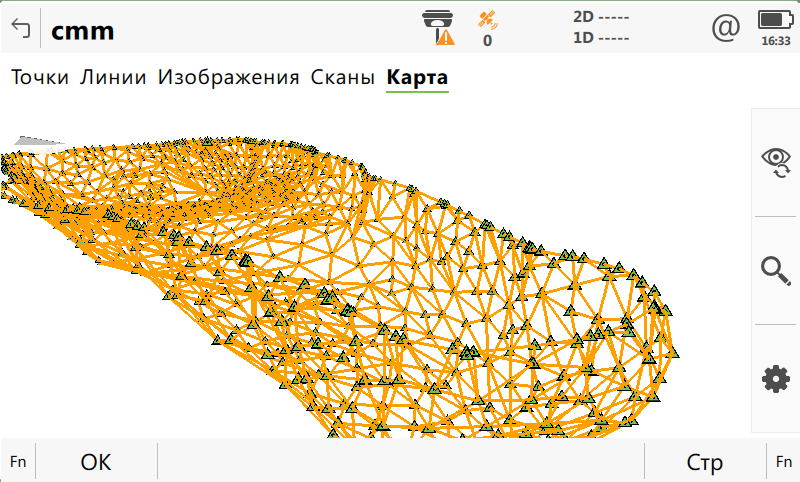 cmm
0
2D -----
1D -----
@
16:33
Точки Линии Изображения Сканы Карта
Fn OK Стр Fn